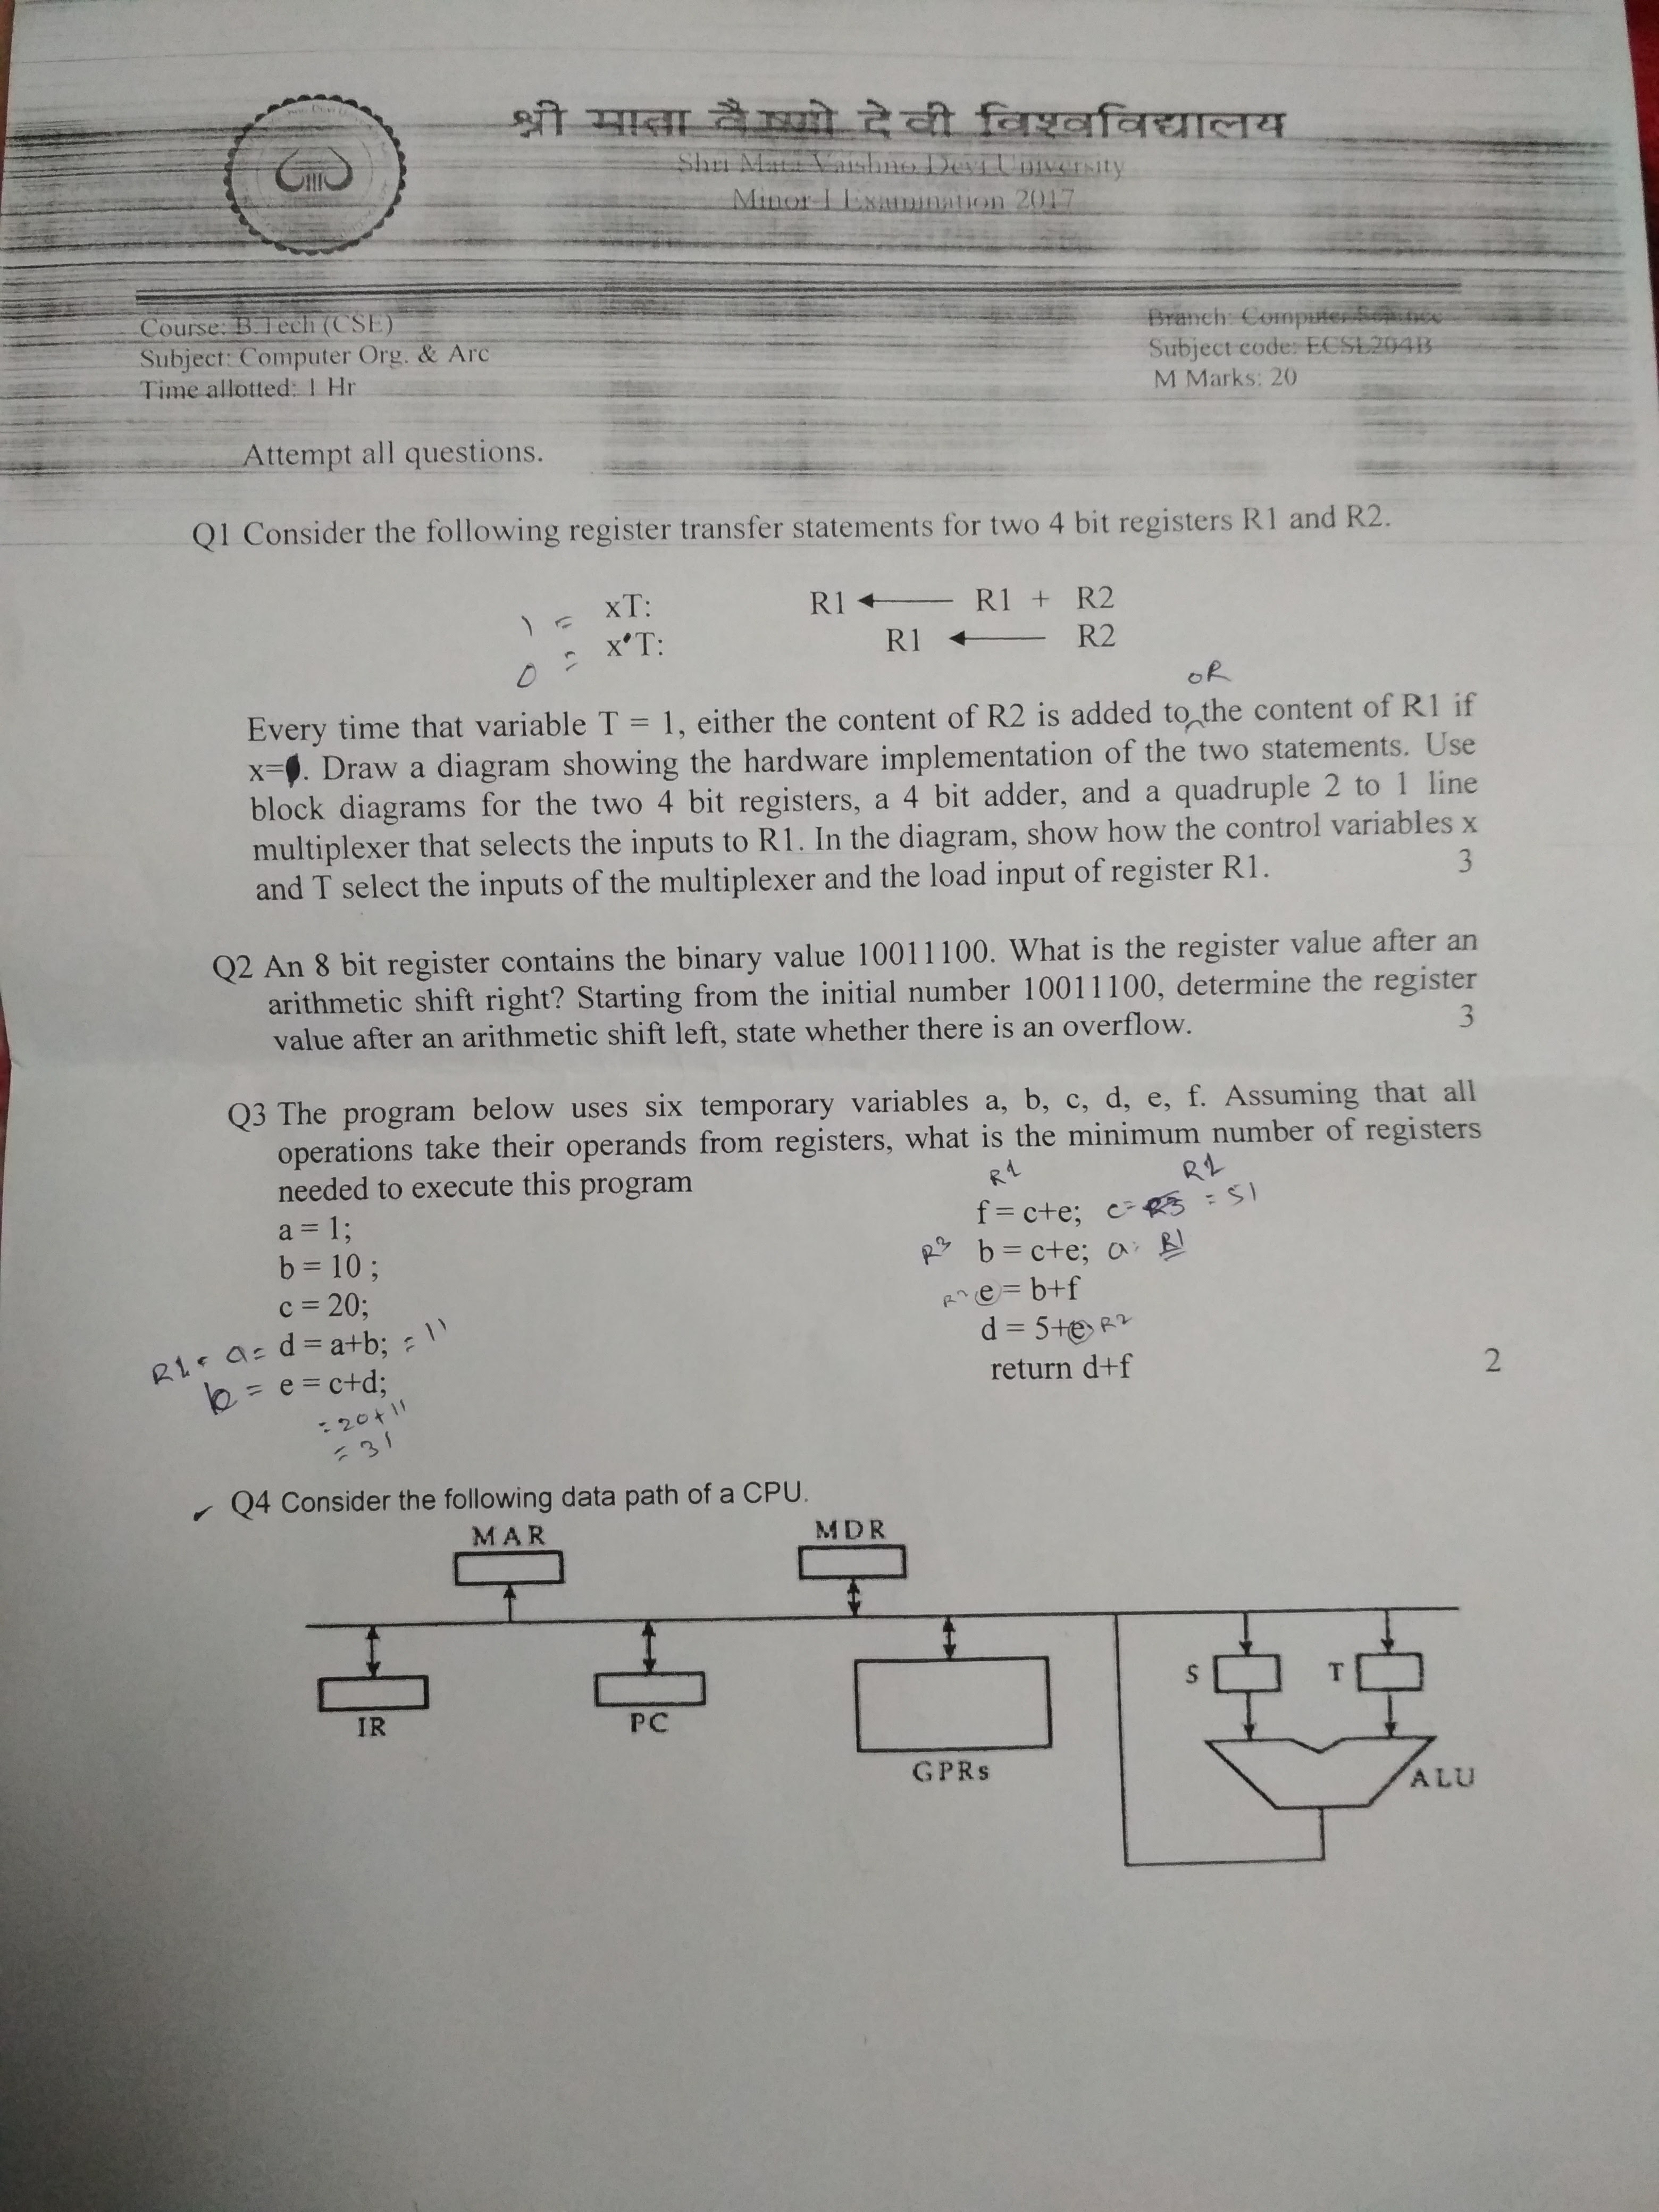 श्री माता वैष्णो देवी विश्वविद्यालय
Shri Mata Vaishno Devi University
Minor-I Examination 2017
Course: B.Tech (CSE)
Branch: Computer Science
Subject: Computer Org. & Arc
Subject code: ECSL204B
Time allotted: 1 Hr
M Marks: 20
Attempt all questions.
Q1 Consider the following register transfer statements for two 4 bit registers R1 and R2.
1 = xT: R1 ← R1 + R2
0 = x'T: R1 ← R2
OR
Every time that variable T = 1, either the content of R2 is added to the content of R1 if
x= . Draw a diagram showing the hardware implementation of the two statements. Use
block diagrams for the two 4 bit registers, a 4 bit adder, and a quadruple 2 to 1 line
multiplexer that selects the inputs to R1. In the diagram, show how the control variables x
and T select the inputs of the multiplexer and the load input of register R1. 3
Q2 An 8 bit register contains the binary value 10011100. What is the register value after an
arithmetic shift right? Starting from the initial number 10011100, determine the register
value after an arithmetic shift left, state whether there is an overflow. 3
Q3 The program below uses six temporary variables a, b, c, d, e, f. Assuming that all
operations take their operands from registers, what is the minimum number of registers
needed to execute this program
a = 1;
b = 10 ;
c = 20;
R1 = a = d = a+b; = 11
b = e = c+d;
= 20+11
= 31
R1 R1
f = c+e; c= R3 = 51
R3 b = c+e; a= R1
R2 e = b+f
d = 5+e R2
return d+f 2
Q4 Consider the following data path of a CPU.
MAR MDR
S T
IR PC
GPRs ALU